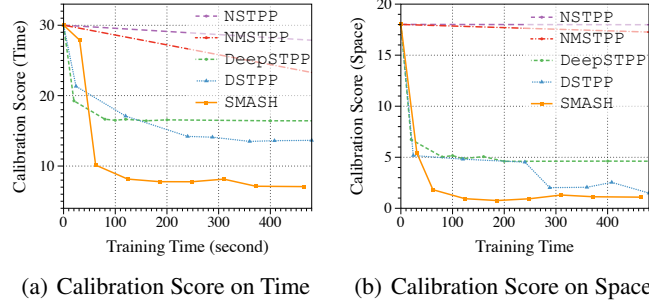 Calibration Score (Time)
30
20
10
0
100
200
300
400
Training Time (second)
NSTPP
NMSTPP
DeepSTPP
DSTPP
SMASH
(a) Calibration Score on Time
Calibration Score (Space)
20
15
10
5
0
0
100
200
300
400
Training Time
NSTPP
NMSTPP
DeepSTPP
DSTPP
SMASH
(b) Calibration Score on Space